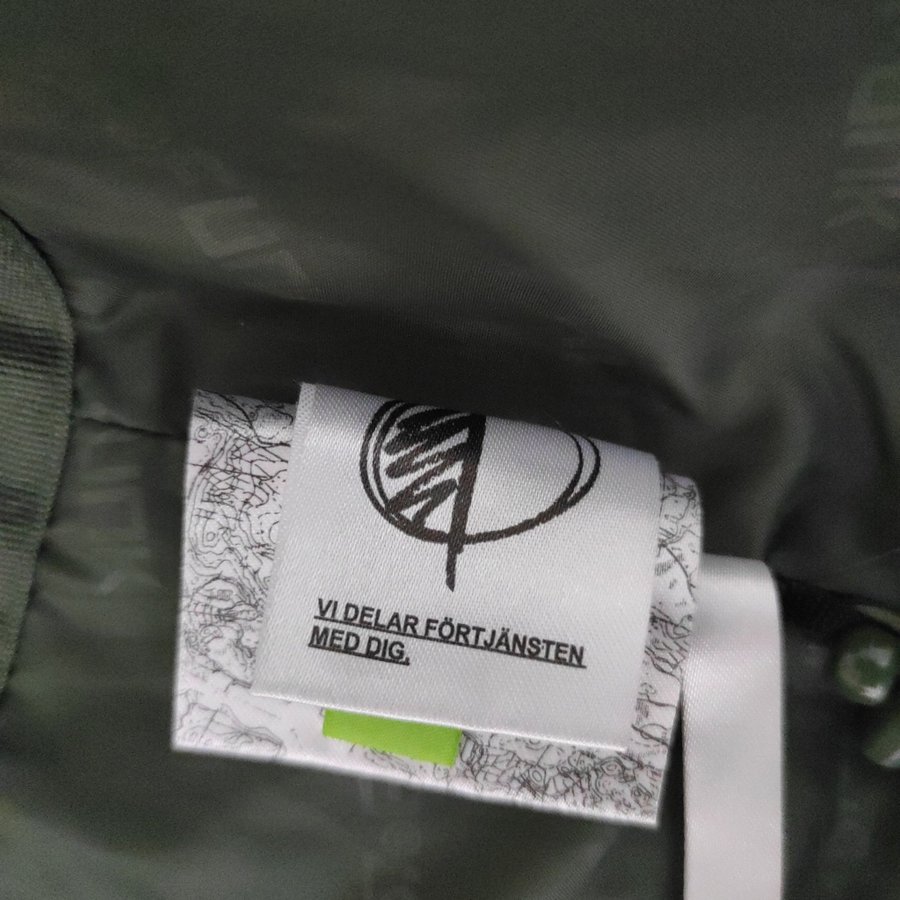 VI DELAR FÖRTJÄNSTEN
MED DIG.